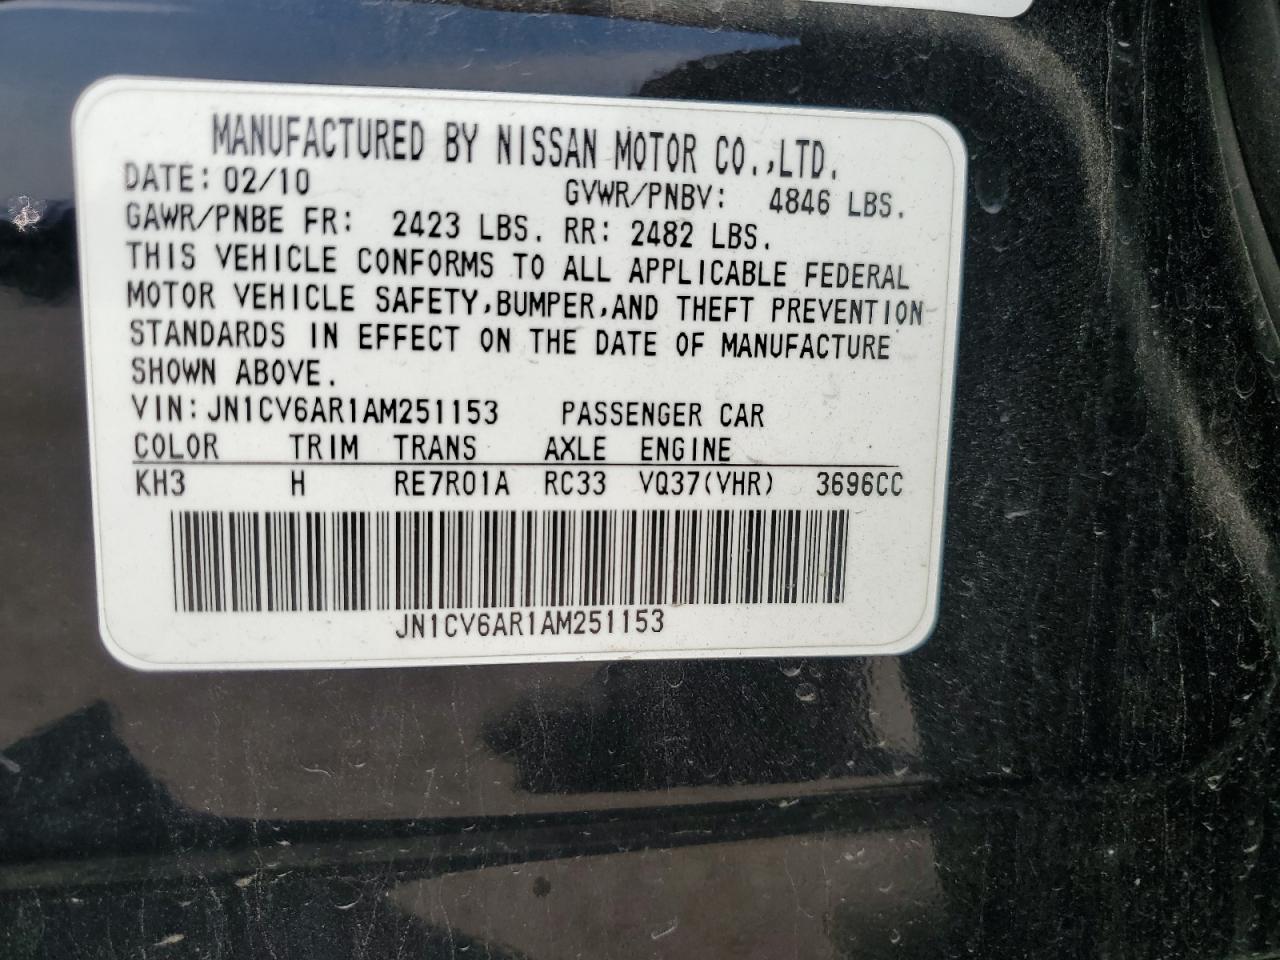 MANUFACTURED BY NISSAN MOTOR CO.,LTD.
DATE: 02/10 GVWR/PNBV: 4846 LBS.
GAWR/PNBE FR: 2423 LBS. RR: 2482 LBS.
THIS VEHICLE CONFORMS TO ALL APPLICABLE FEDERAL
MOTOR VEHICLE SAFETY,BUMPER,AND THEFT PREVENTION
STANDARDS IN EFFECT ON THE DATE OF MANUFACTURE
SHOWN ABOVE.
VIN:JN1CV6AR1AM251153 PASSENGER CAR
COLOR TRIM TRANS AXLE ENGINE
KH3 H RE7R01A RC33 VQ37(VHR) 3696CC
JN1CV6AR1AM251153